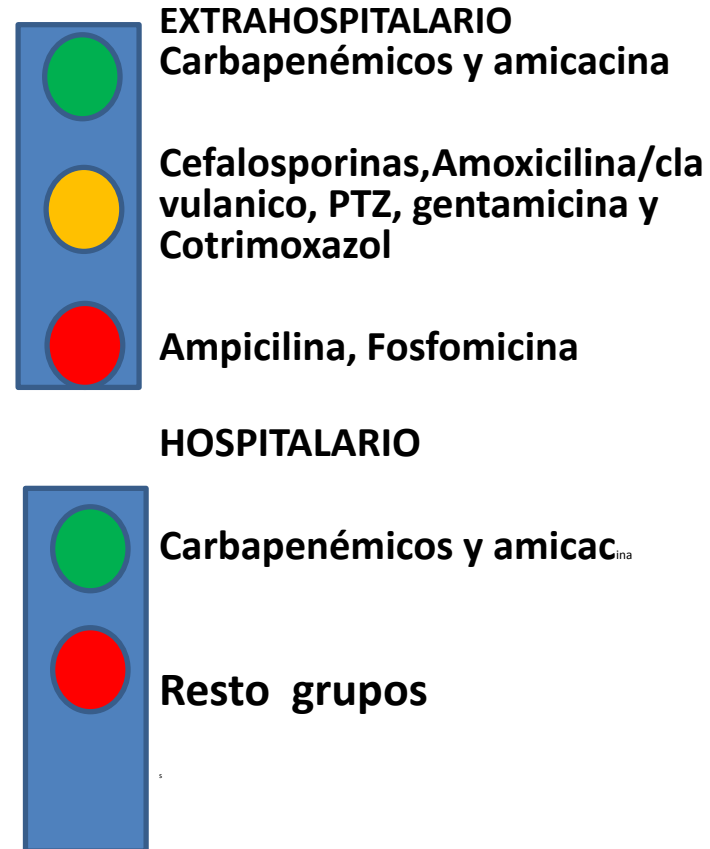 EXTRAHOSPITALARIO
Carbapenémicos y amicacina
Cefalosporinas,Amoxicilina/cla
vulanico, PTZ, gentamicina y
Cotrimoxazol
Ampicilina, Fosfomicina
HOSPITALARIO
Carbapenémicos y amicacina
Resto grupos
s